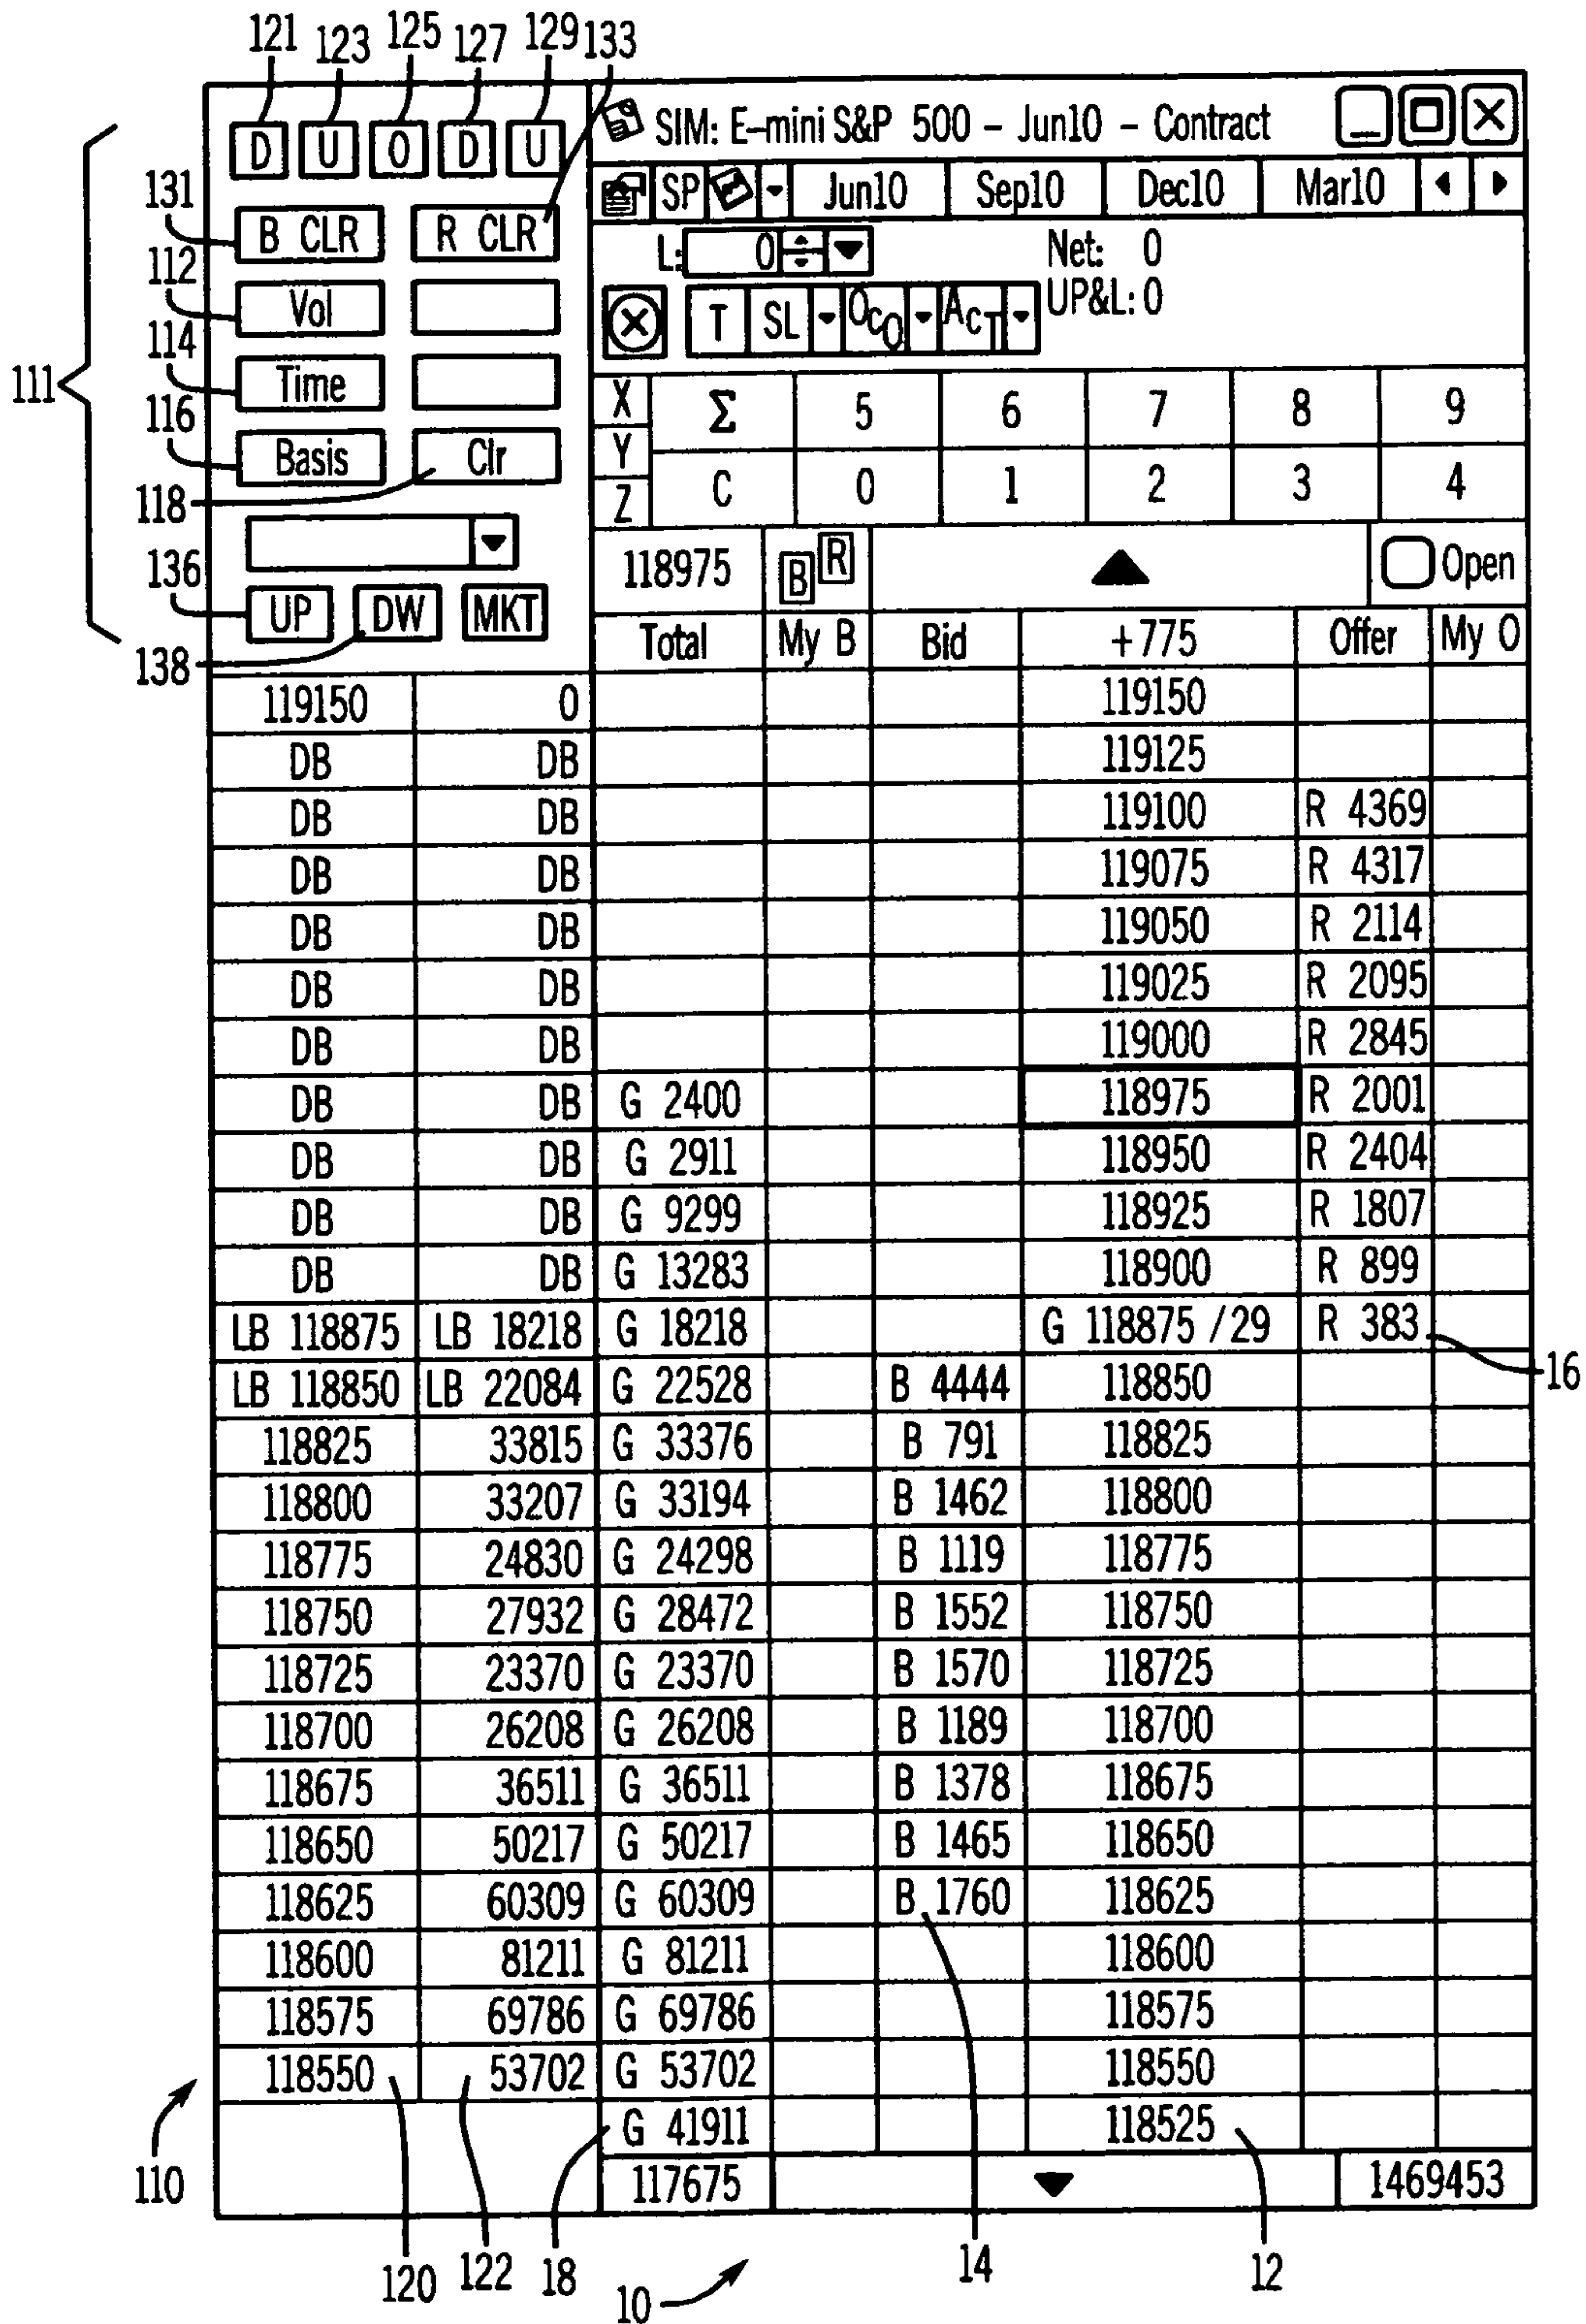 121 123 125 127 129 133
D U O D U
SIM: E-mini S&P 500 - Jun10 - Contract
SP Jun10 Sep10 Dec10 Mar10
131
B CLR R CLR
L: 0 Net: 0
112
Vol
T SL OCO ACT UP&L: 0
114
111
Time
X Σ 5 6 7 8 9
116
Basis Clr
Y
118
Z C 0 1 2 3 4
136
118975 B R Open
UP DW MKT
138
Total My B Bid +775 Offer My O
119150 0 119150
DB DB 119125
DB DB 119100 R 4369
DB DB 119075 R 4317
DB DB 119050 R 2114
DB DB 119025 R 2095
DB DB 119000 R 2845
DB DB G 2400 118975 R 2001
DB DB G 2911 118950 R 2404
DB DB G 9299 118925 R 1807
DB DB G 13283 118900 R 899
LB 118875 LB 18218 G 18218 G 118875 /29 R 383
16
LB 118850 LB 22084 G 22528 B 4444 118850
118825 33815 G 33376 B 791 118825
118800 33207 G 33194 B 1462 118800
118775 24830 G 24298 B 1119 118775
118750 27932 G 28472 B 1552 118750
118725 23370 G 23370 B 1570 118725
118700 26208 G 26208 B 1189 118700
118675 36511 G 36511 B 1378 118675
118650 50217 G 50217 B 1465 118650
118625 60309 G 60309 B 1760 118625
118600 81211 G 81211 118600
118575 69786 G 69786 118575
118550 53702 G 53702 118550
G 41911 118525
110
117675 1469453
120 122 18 10 14 12